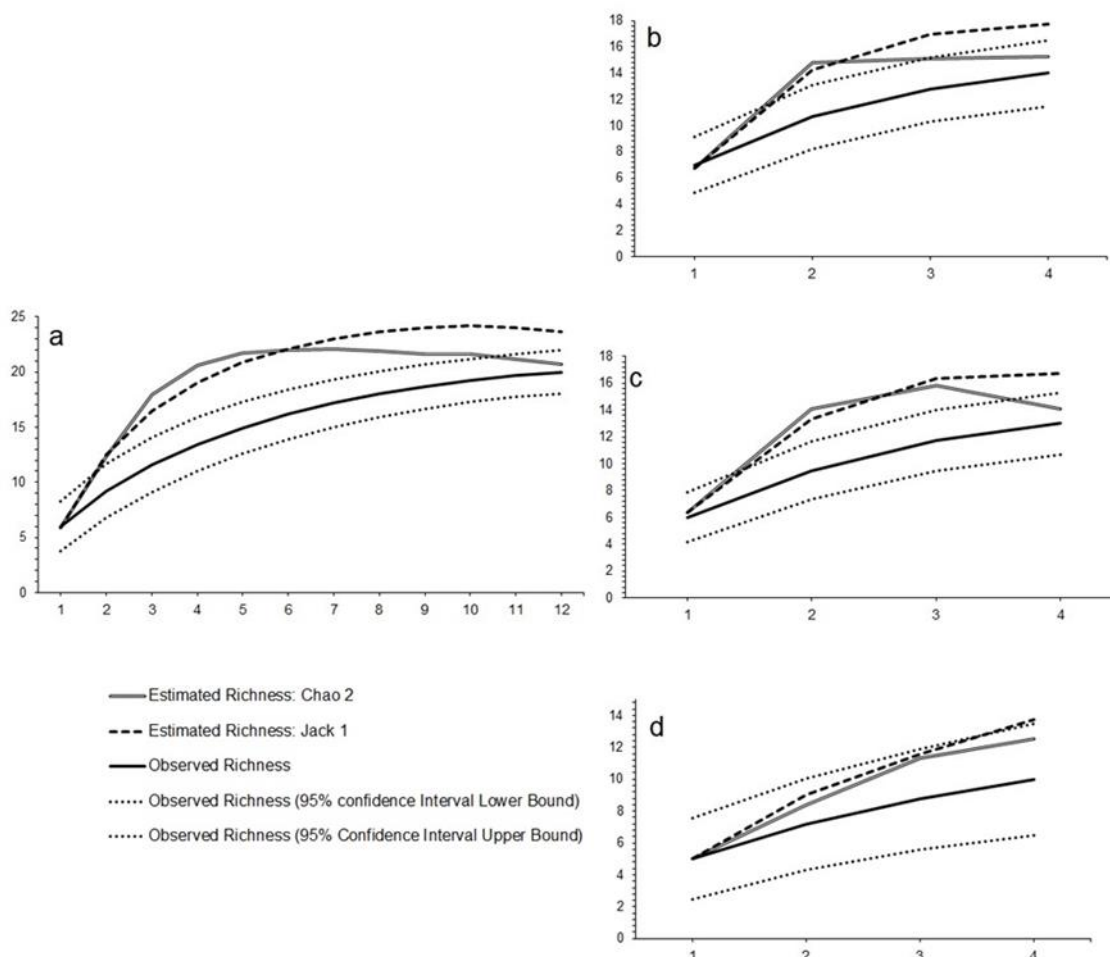 b
18
16
14
12
10
8
6
4
2
0
1 2 3 4
a
25
20
15
10
5
0
1 2 3 4 5 6 7 8 9 10 11 12
c
18
16
14
12
10
8
6
4
2
0
1 2 3 4
Estimated Richness: Chao 2
Estimated Richness: Jack 1
Observed Richness
Observed Richness (95% confidence Interval Lower Bound)
Observed Richness (95% Confidence Interval Upper Bound)
d
14
12
10
8
6
4
2
0
1 2 3 4